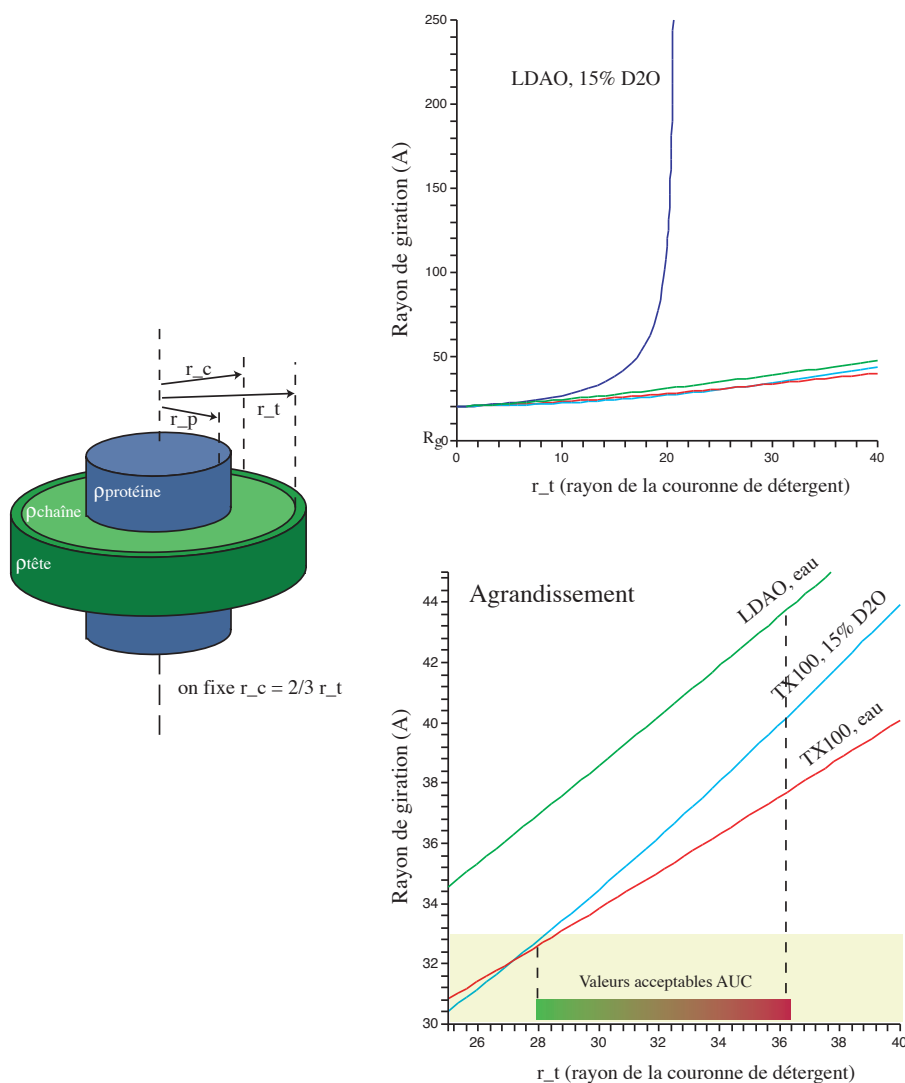 r_c
r_t
r_p
ρprotéine
ρchaîne
ρtête
on fixe r_c = 2/3 r_t
250
200
150
100
50
0
Rg
Rayon de giration (A)
LDAO, 15% D2O
0 10 20 30 40
r_t (rayon de la couronne de détergent)
Agrandissement
LDAO, eau
TX100, 15% D2O
TX100, eau
44
42
40
38
36
34
32
30
Rayon de giration (A)
Valeurs acceptables AUC
26 28 30 32 34 36 38 40
r_t (rayon de la couronne de détergent)